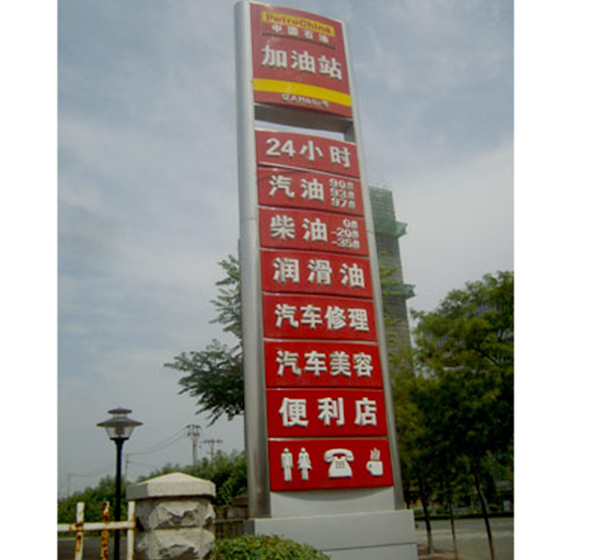 PetroChina
中国石油
加油站
24小时
汽油 90# 93# 97#
柴油 0# -20# -35#
润滑油
汽车修理
汽车美容
便利店